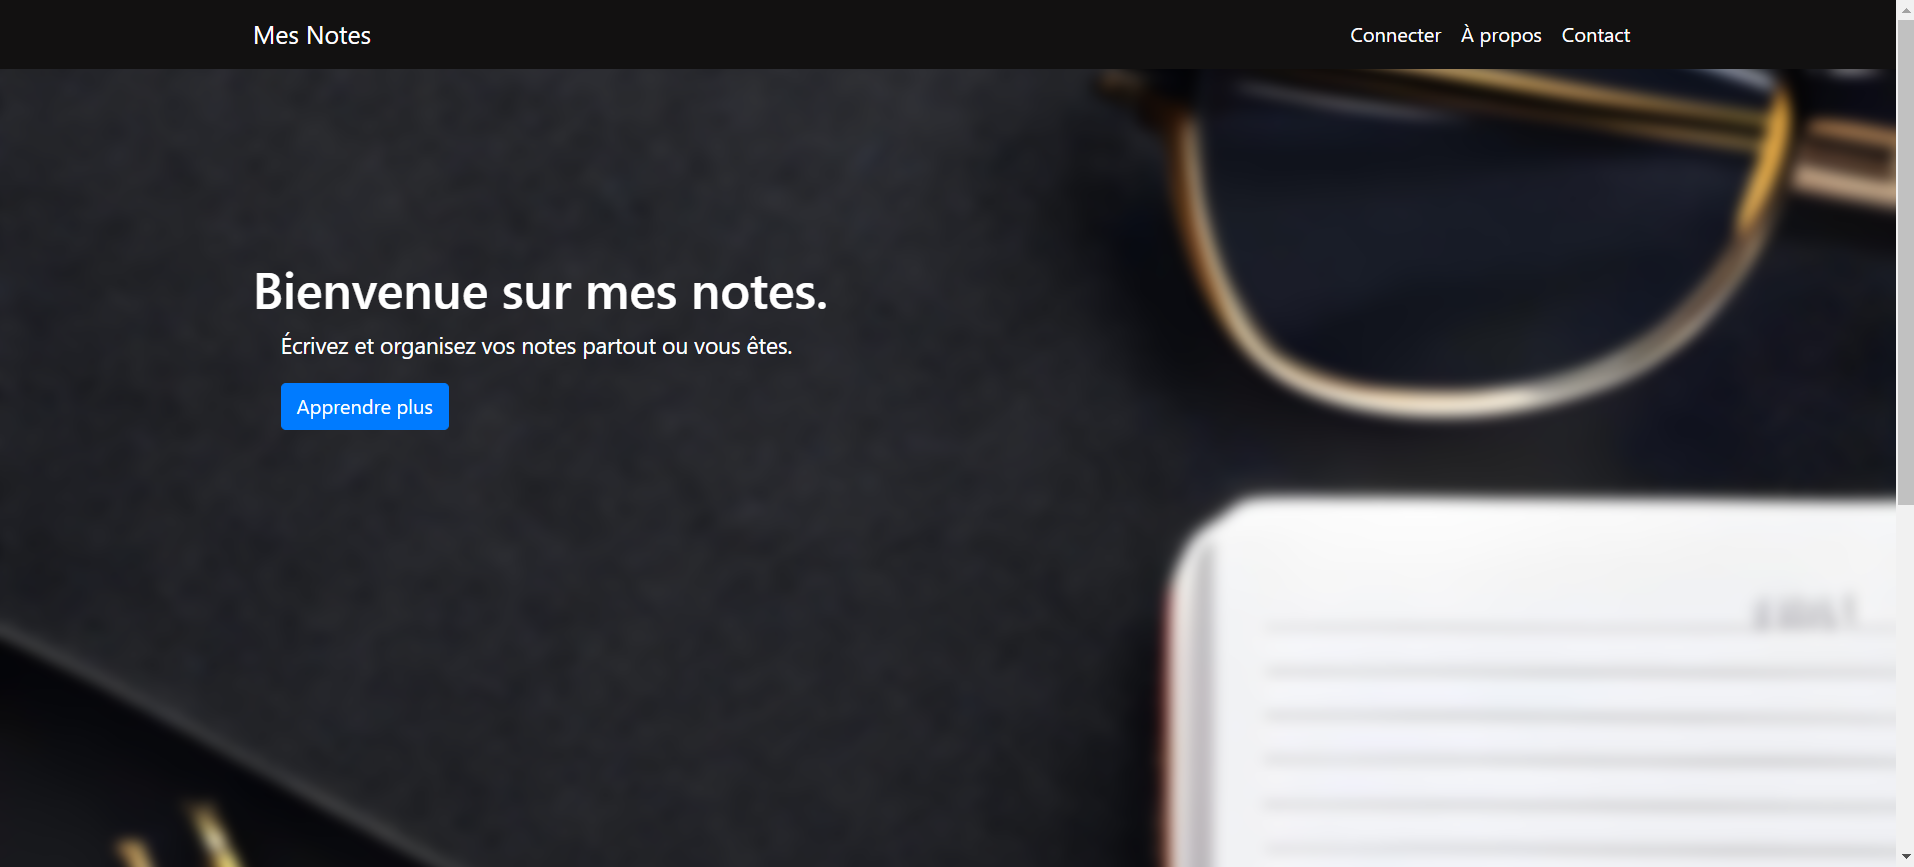 Mes Notes
Connecter À propos Contact
Bienvenue sur mes notes.
Écrivez et organisez vos notes partout ou vous êtes.
Apprendre plus